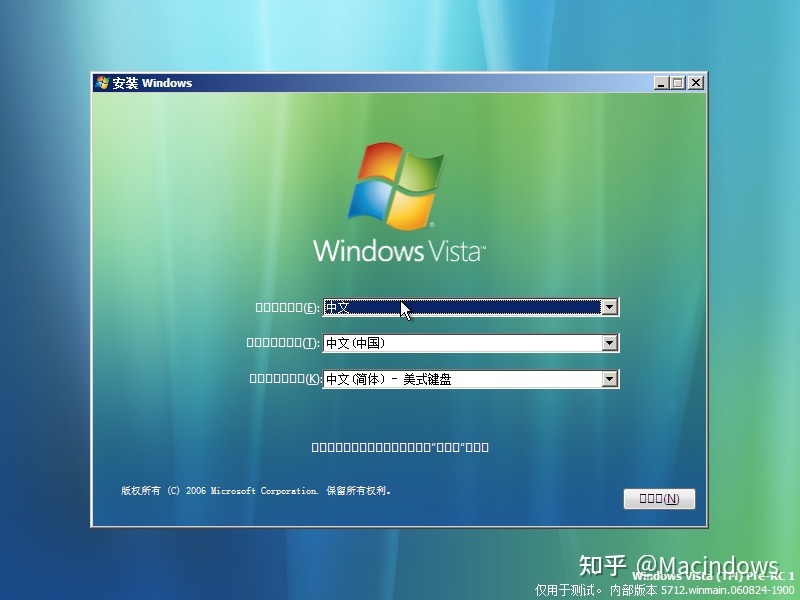 安装 Windows
Windows Vista™
(E): 中文
(T): 中文(中国)
(K): 中文(简体) - 美式键盘
版权所有 (C) 2006 Microsoft Corporation. 保留所有权利。
(N)
知乎 @Macindows
Windows Vista (TM) Pre-RC 1
仅用于测试。内部版本 5712.winmain.060824-1900